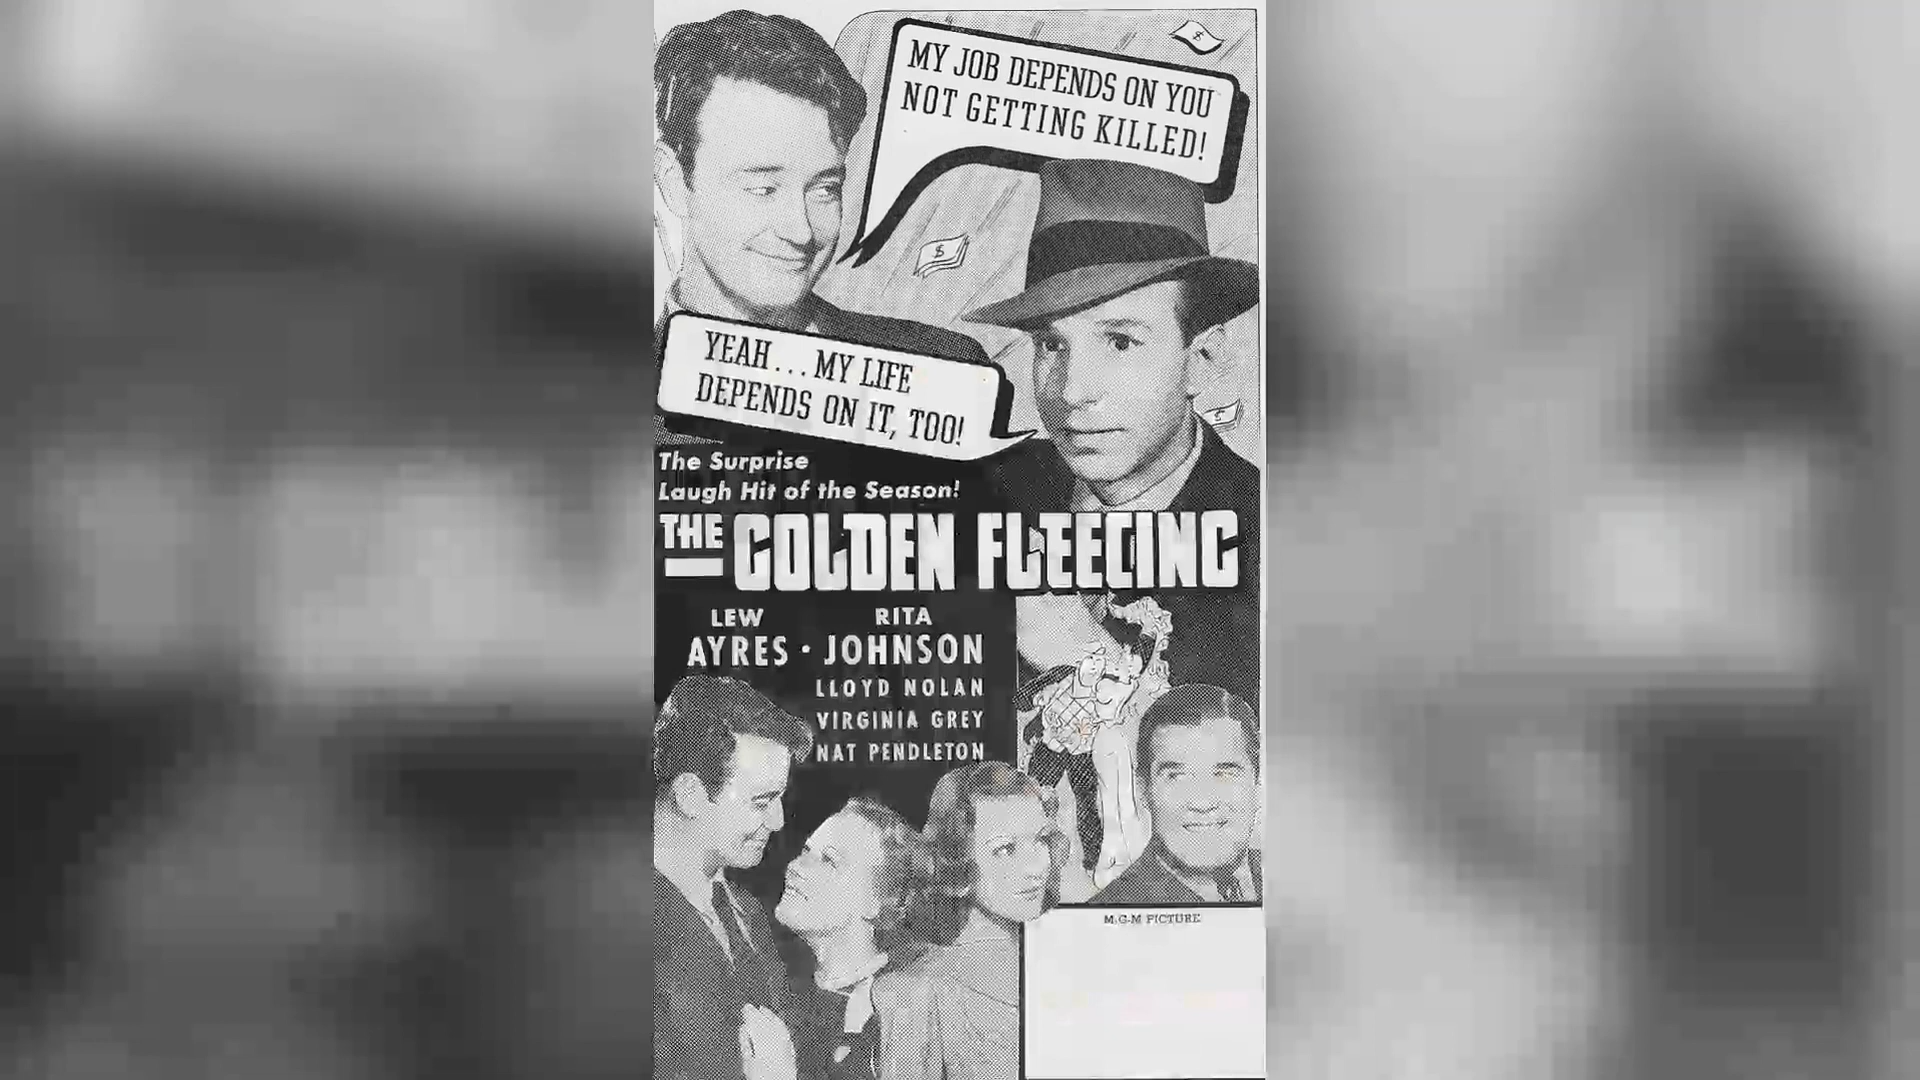 MY JOB DEPENDS ON YOU
NOT GETTING KILLED!
YEAH...MY LIFE
DEPENDS ON IT, TOO!
The Surprise
Laugh Hit of the Season!
THE GOLDEN FLEECING
LEW RITA
AYRES • JOHNSON
LLOYD NOLAN
VIRGINIA GREY
NAT PENDLETON
M-G-M PICTURE